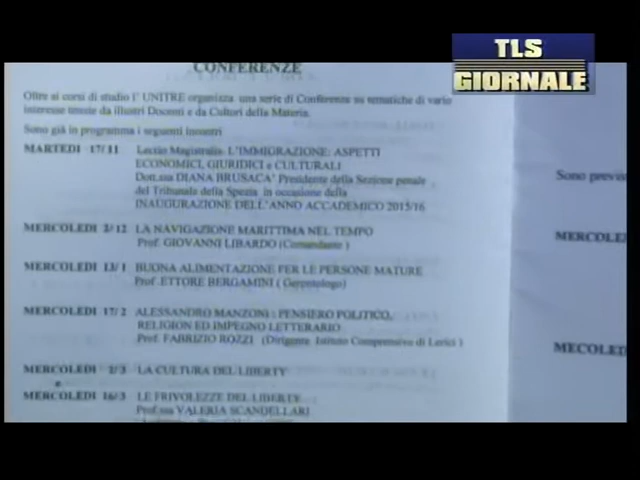 TLS
GIORNALE
CONFERENZE
Oltre ai corsi di studio l' UNITRE organizza una serie di Conferenze su tematiche di vario
interesse tenute da illustri Docenti e da Cultori della Materia.
Sono già in programma i seguenti incontri
MARTEDI 17/11 Lectio Magistralis: L'IMMIGRAZIONE: ASPETTI
ECONOMICI, GIURIDICI e CULTURALI
Dott.ssa DIANA BRUSACA' Presidente della Sezione penale
del Tribunale della Spezia in occasione della
INAUGURAZIONE DELL'ANNO ACCADEMICO 2015/16
MERCOLEDI 2/12 LA NAVIGAZIONE MARITTIMA NEL TEMPO
Prof. GIOVANNI LIBARDO (Comandante )
MERCOLEDI 13/1 BUONA ALIMENTAZIONE PER LE PERSONE MATURE
Prof .ETTORE BERGAMINI ( Gerontologo)
MERCOLEDI 17/2 ALESSANDRO MANZONI : PENSIERO POLITICO,
RELIGION ED IMPEGNO LETTERARIO
Prof. FABRIZIO ROZZI (Dirigente Istituto Comprensivo di Lerici )
MERCOLEDI 2/3 LA CULTURA DEL LIBERTY
MERCOLEDI 16/3 LE FRIVOLEZZE DEL LIBERTY
Prof.ssa VALERIA SCANDELLARI
Sono previs
MERCOLE
MECOLED